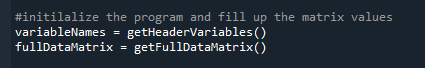 #initilalize the program and fill up the matrix values
variableNames = getHeaderVariables()
fullDataMatrix = getFullDataMatrix()